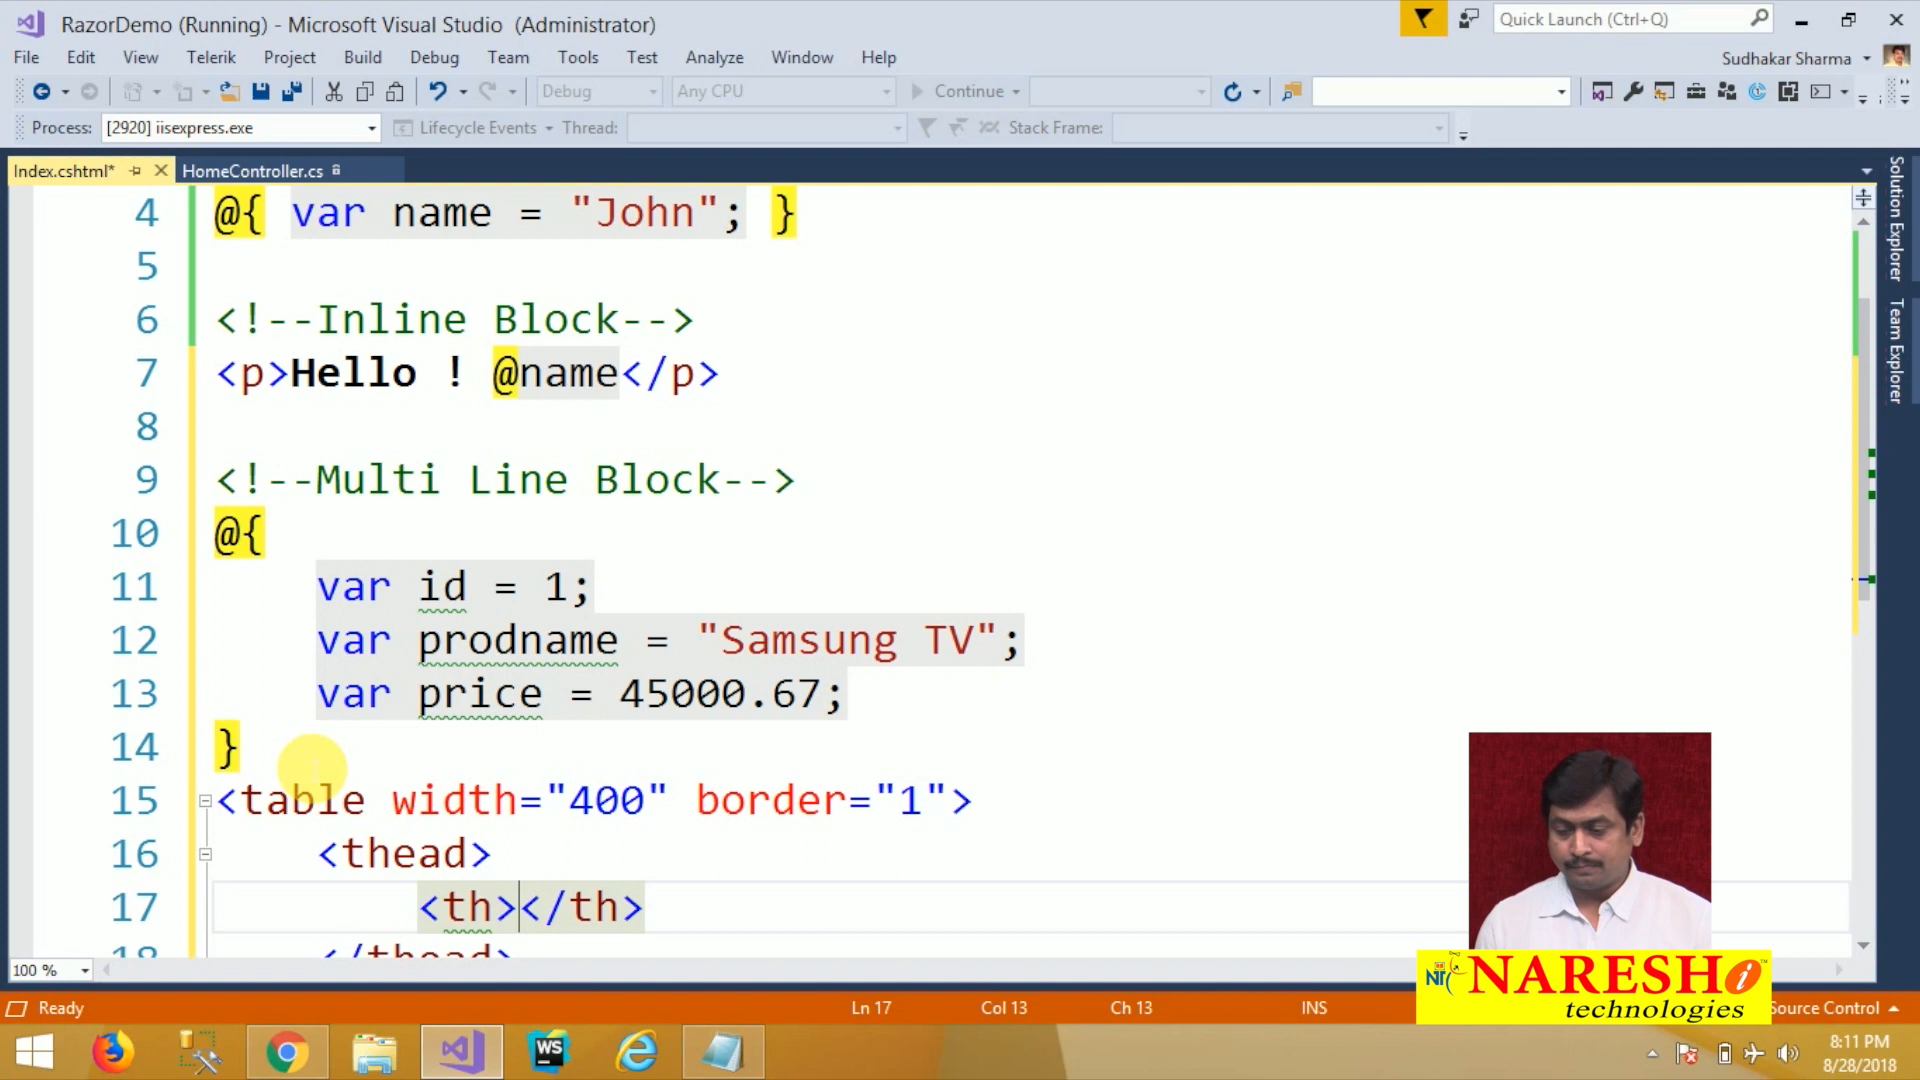 RazorDemo (Running) - Microsoft Visual Studio (Administrator)
Quick Launch (Ctrl+Q)
File Edit View Telerik Project Build Debug Team Tools Test Analyze Window Help
Sudhakar Sharma
Debug Any CPU Continue
Process: [2920] iisexpress.exe Lifecycle Events Thread: Stack Frame:
Index.cshtml* HomeController.cs
Solution Explorer
Team Explorer
4 @{ var name = "John"; }
5
6 <!--Inline Block-->
7 <p>Hello ! @name</p>
8
9 <!--Multi Line Block-->
10 @{
11 var id = 1;
12 var prodname = "Samsung TV";
13 var price = 45000.67;
14 }
15 <table width="400" border="1">
16 <thead>
17 <th></th>
18 </thead>
100 %
NARESH i
technologies
Ready Ln 17 Col 13 Ch 13 INS Source Control
WS
8:11 PM
8/28/2018